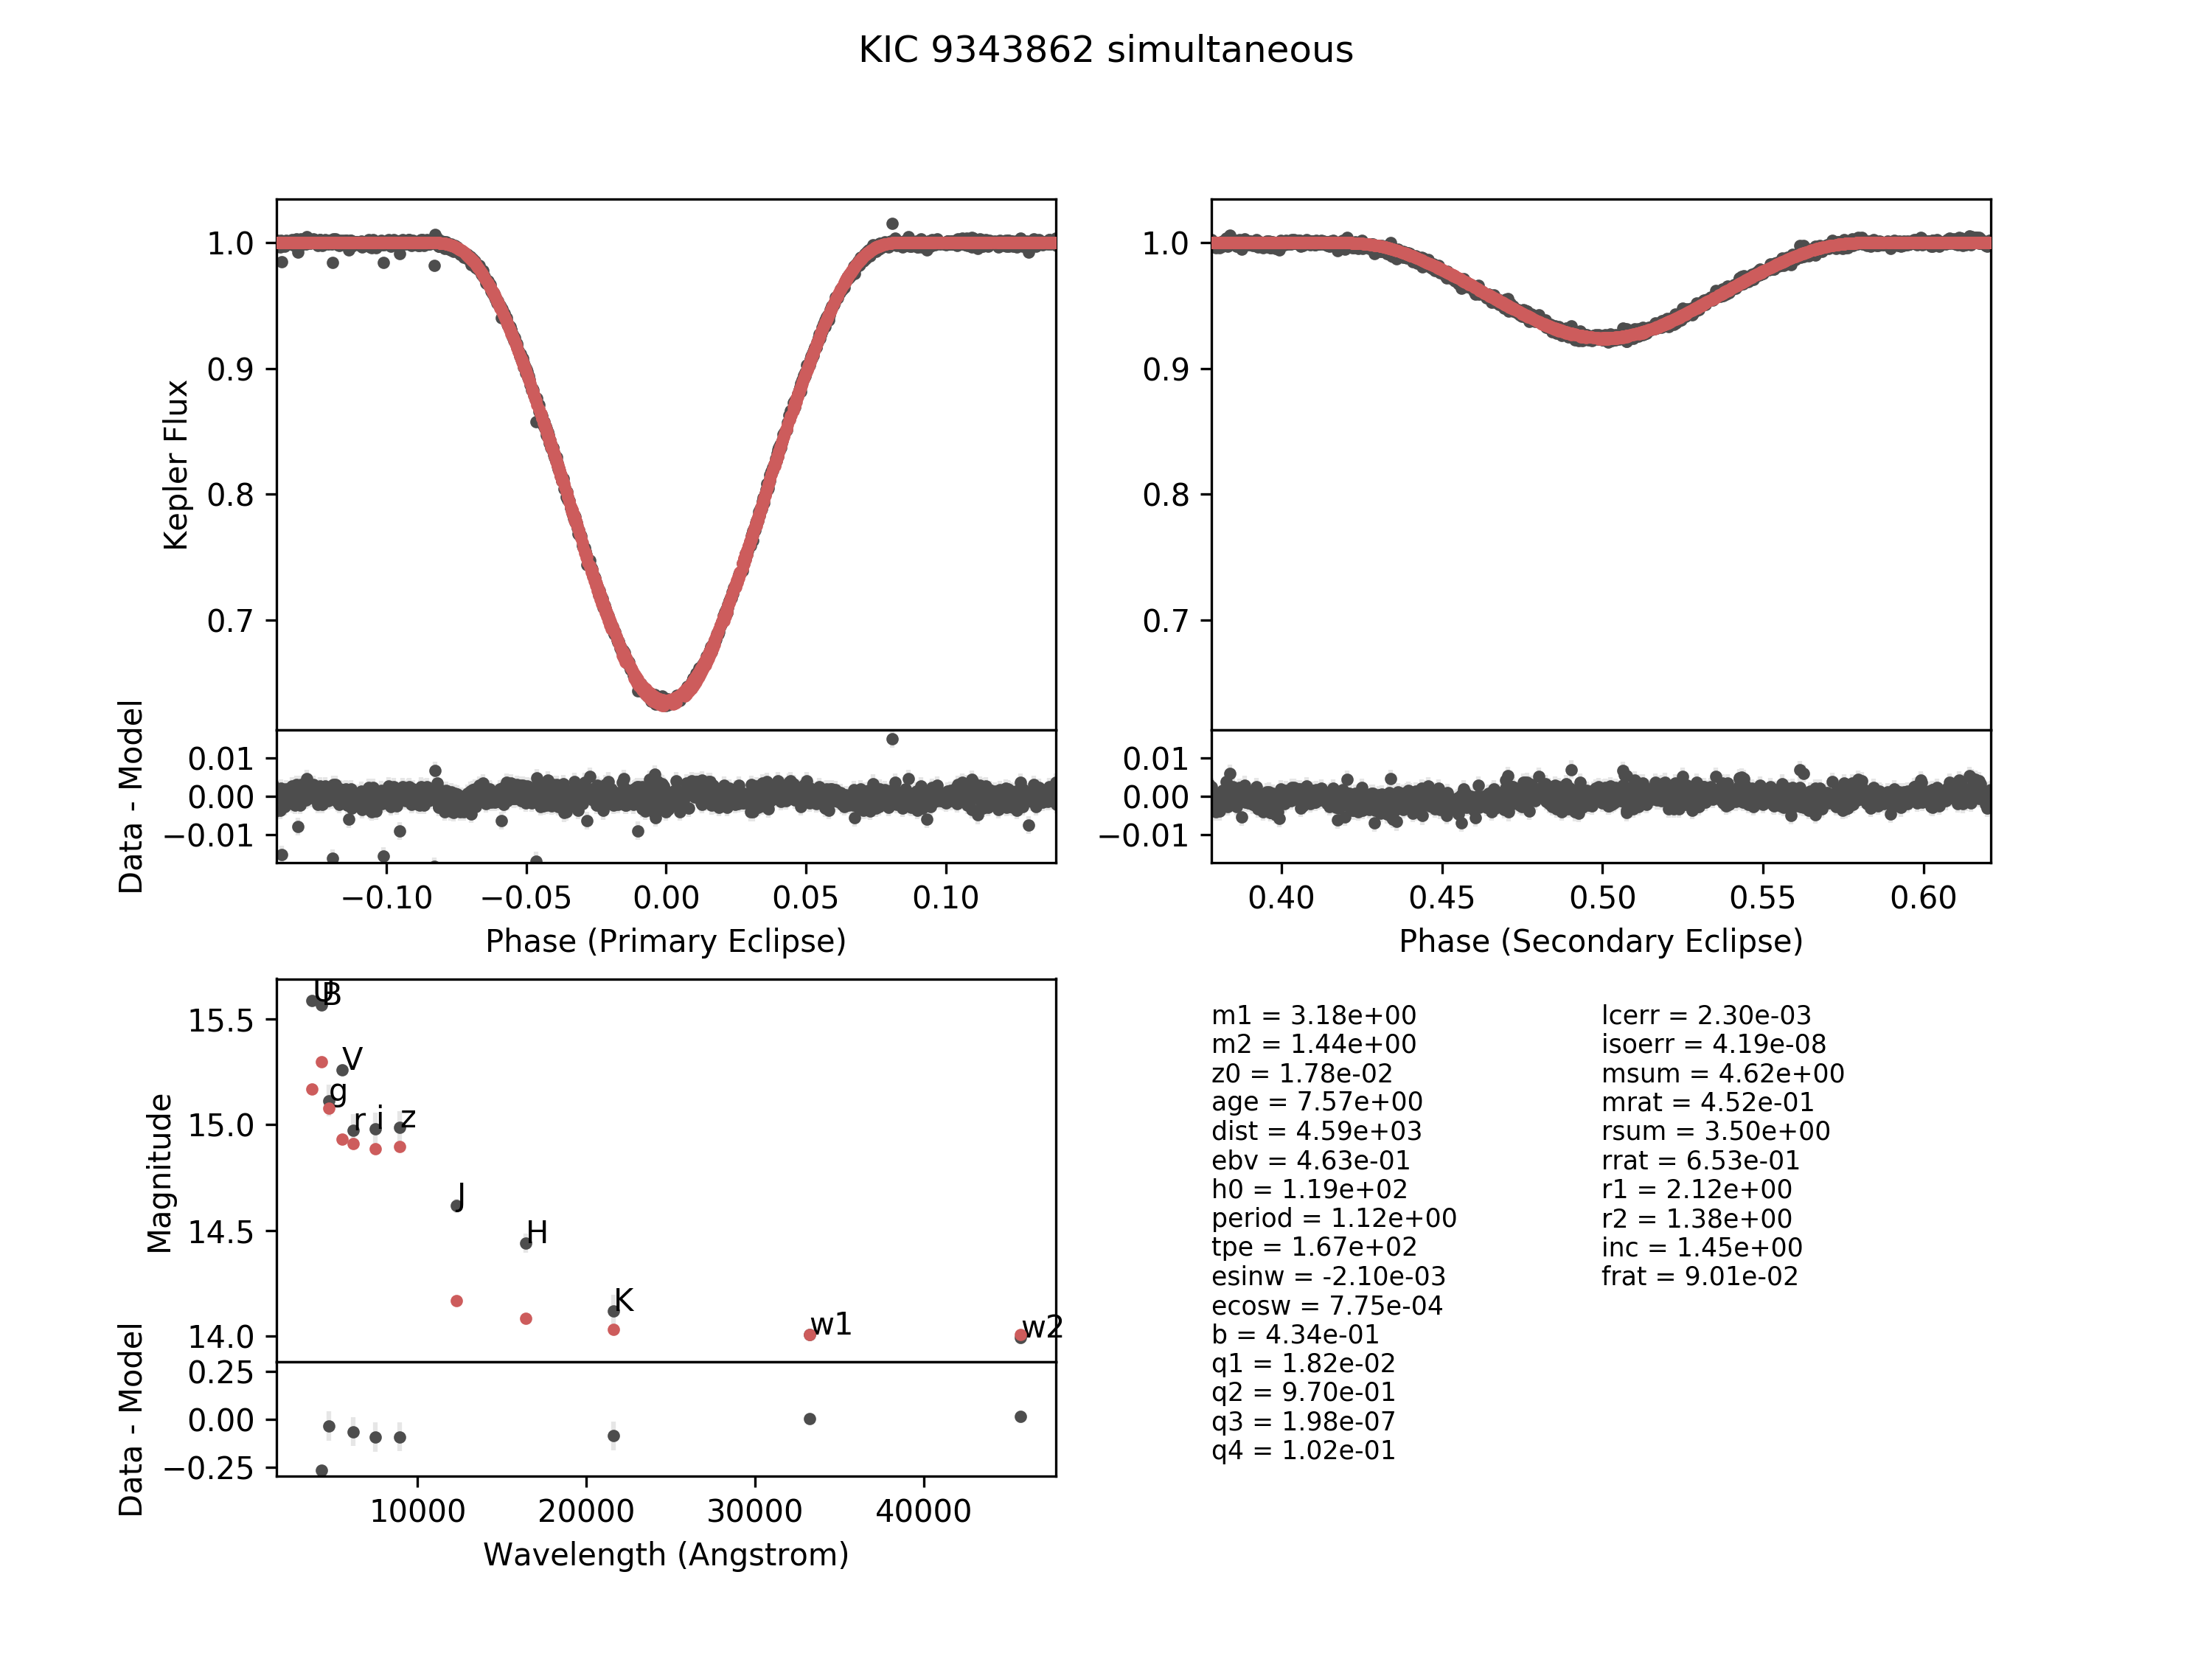 KIC 9343862 simultaneous
1.0
0.9
0.8
0.7
Kepler Flux
1.0
0.9
0.8
0.7
0.01
0.00
−0.01
Data - Model
0.01
0.00
−0.01
−0.10 −0.05 0.00 0.05 0.10
Phase (Primary Eclipse)
0.40 0.45 0.50 0.55 0.60
Phase (Secondary Eclipse)
15.5
15.0
14.5
14.0
Magnitude
U
B
V
g
r
i
z
J
H
K
w1
w2
0.25
0.00
−0.25
Data - Model
10000 20000 30000 40000
Wavelength (Angstrom)
m1 = 3.18e+00
m2 = 1.44e+00
z0 = 1.78e-02
age = 7.57e+00
dist = 4.59e+03
ebv = 4.63e-01
h0 = 1.19e+02
period = 1.12e+00
tpe = 1.67e+02
esinw = -2.10e-03
ecosw = 7.75e-04
b = 4.34e-01
q1 = 1.82e-02
q2 = 9.70e-01
q3 = 1.98e-07
q4 = 1.02e-01
lcerr = 2.30e-03
isoerr = 4.19e-08
msum = 4.62e+00
mrat = 4.52e-01
rsum = 3.50e+00
rrat = 6.53e-01
r1 = 2.12e+00
r2 = 1.38e+00
inc = 1.45e+00
frat = 9.01e-02